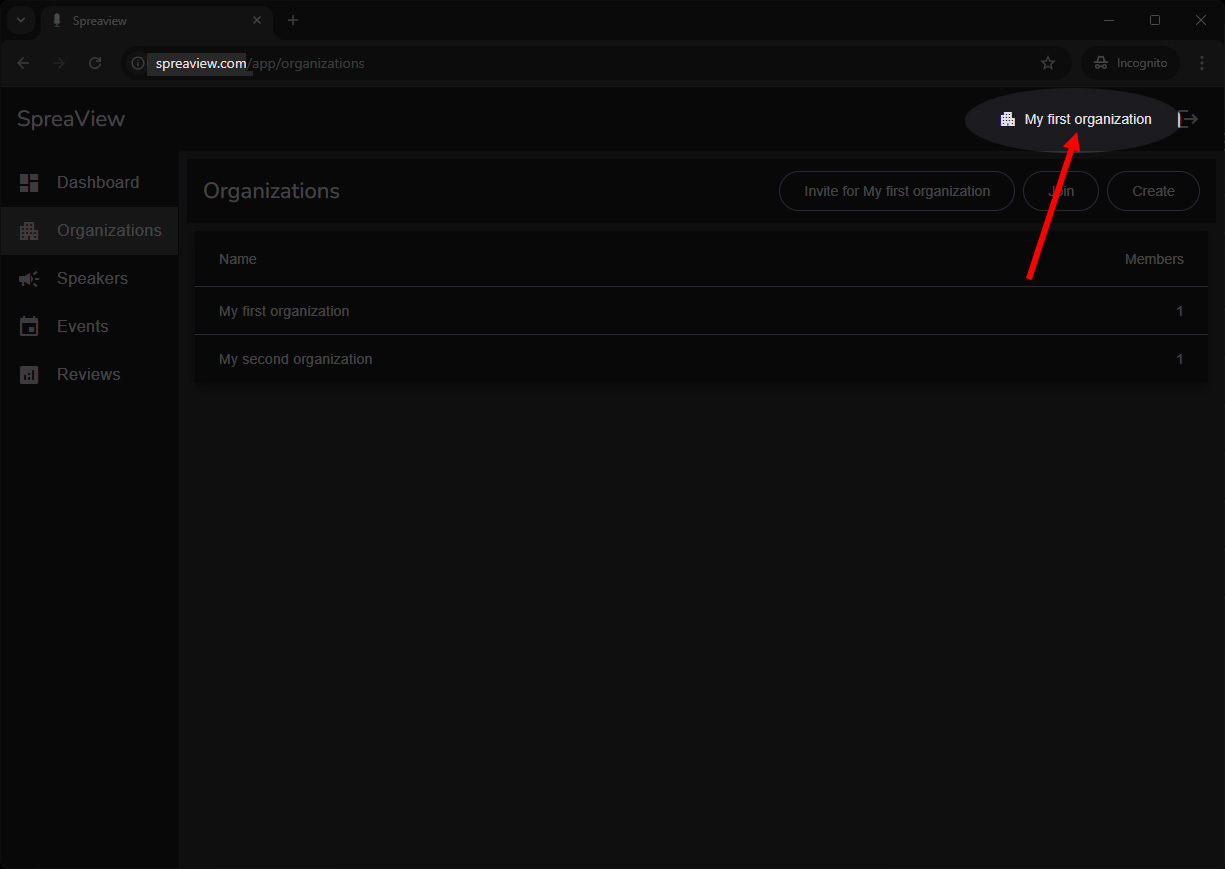 Spreaview
spreaview.com/app/organizations
Incognito
SpreaView
My first organization
Dashboard
Organizations
Speakers
Events
Reviews
Organizations
Invite for My first organization
Join
Create
Name Members
My first organization 1
My second organization 1